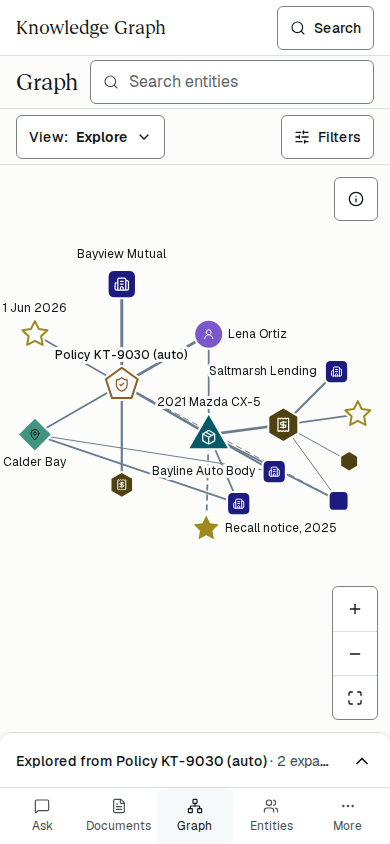 Knowledge Graph
Search
Graph
Search entities
View: Explore
Filters
Bayview Mutual
1 Jun 2026
Lena Ortiz
Policy KT-9030 (auto)
Saltmarsh Lending
2021 Mazda CX-5
Calder Bay
Bayline Auto Body
Recall notice, 2025
Explored from Policy KT-9030 (auto) · 2 expa...
Ask
Documents
Graph
Entities
More